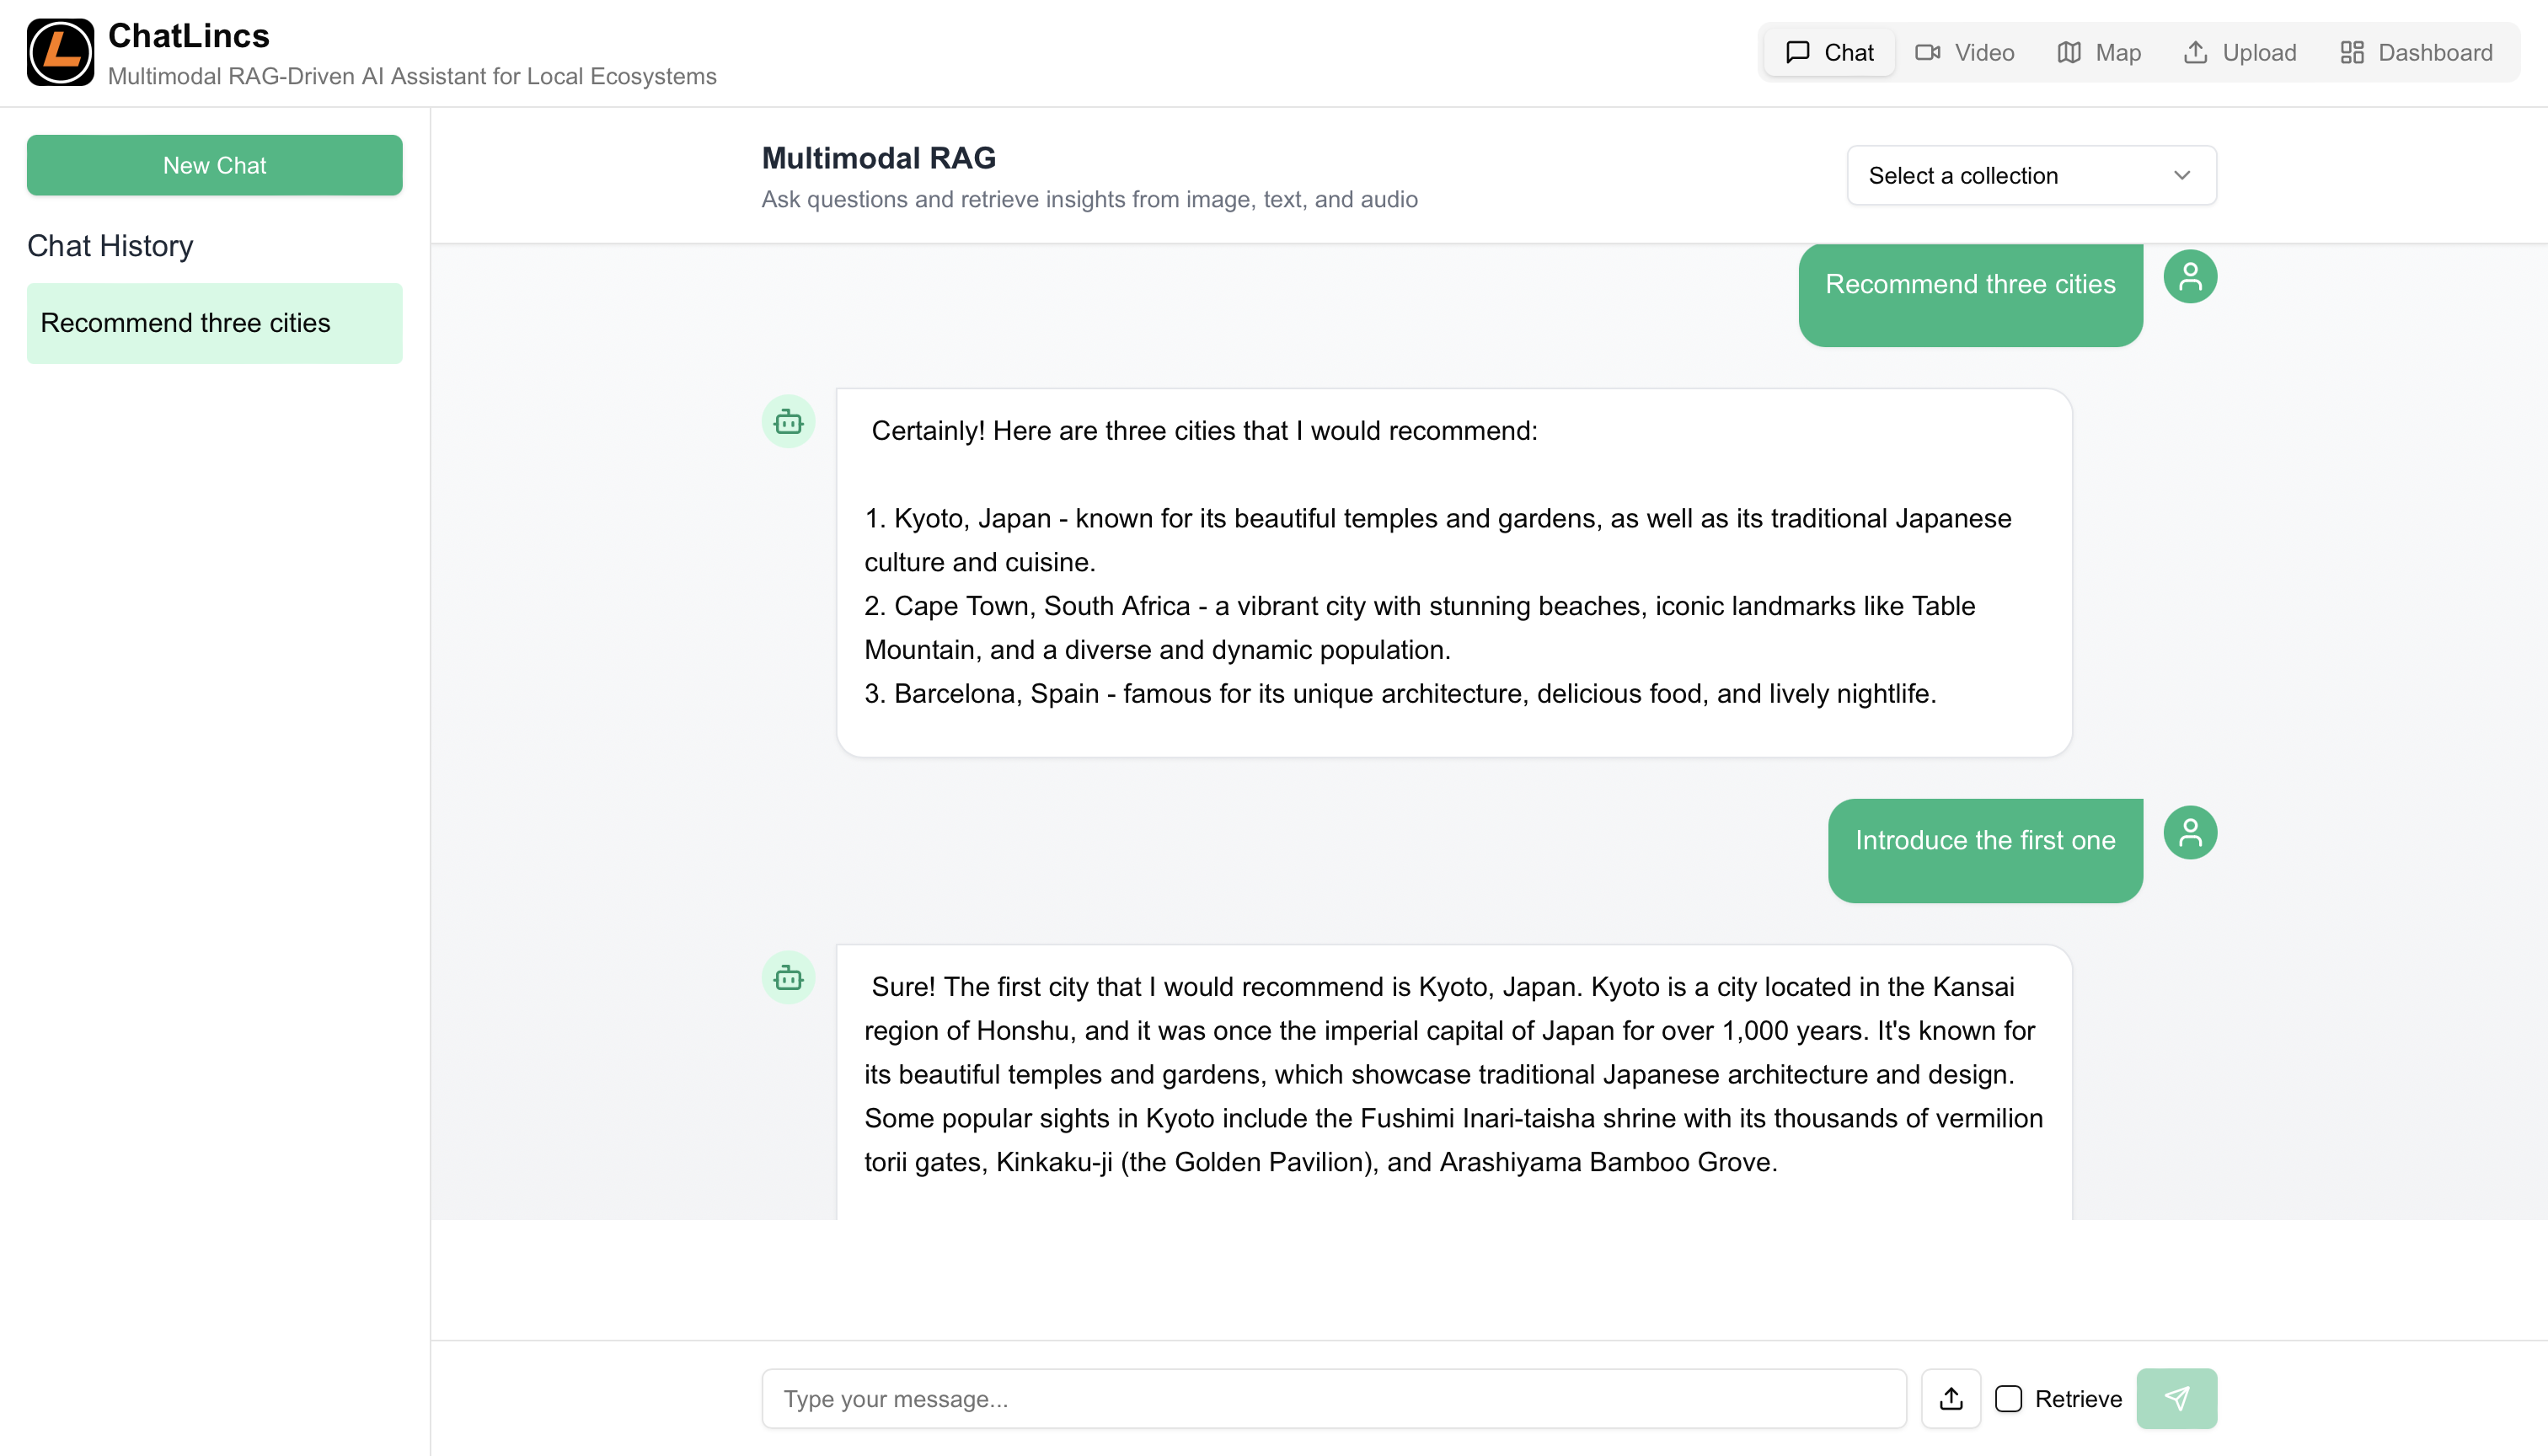 ChatLincs
Multimodal RAG-Driven AI Assistant for Local Ecosystems
Chat
Video
Map
Upload
Dashboard
New Chat
Chat History
Recommend three cities
Multimodal RAG
Ask questions and retrieve insights from image, text, and audio
Select a collection
Recommend three cities
Certainly! Here are three cities that I would recommend:
1. Kyoto, Japan - known for its beautiful temples and gardens, as well as its traditional Japanese
culture and cuisine.
2. Cape Town, South Africa - a vibrant city with stunning beaches, iconic landmarks like Table
Mountain, and a diverse and dynamic population.
3. Barcelona, Spain - famous for its unique architecture, delicious food, and lively nightlife.
Introduce the first one
Sure! The first city that I would recommend is Kyoto, Japan. Kyoto is a city located in the Kansai
region of Honshu, and it was once the imperial capital of Japan for over 1,000 years. It's known for
its beautiful temples and gardens, which showcase traditional Japanese architecture and design.
Some popular sights in Kyoto include the Fushimi Inari-taisha shrine with its thousands of vermilion
torii gates, Kinkaku-ji (the Golden Pavilion), and Arashiyama Bamboo Grove.
Type your message...
Retrieve